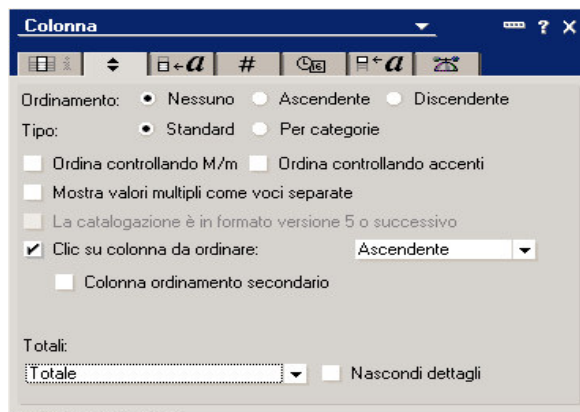 Colonna ? X
i a # 16 a
Ordinamento: Nessuno Ascendente Discendente
Tipo: Standard Per categorie
Ordina controllando M/m Ordina controllando accenti
Mostra valori multipli come voci separate
La catalogazione è in formato versione 5 o successivo
Clic su colonna da ordinare: Ascendente
Colonna ordinamento secondario
Totali:
Totale Nascondi dettagli